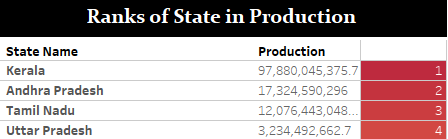 Ranks of State in Production
State Name Production
Kerala 97,880,045,375.7 1
Andhra Pradesh 17,324,590,296 2
Tamil Nadu 12,076,443,048... 3
Uttar Pradesh 3,234,492,662.7 4